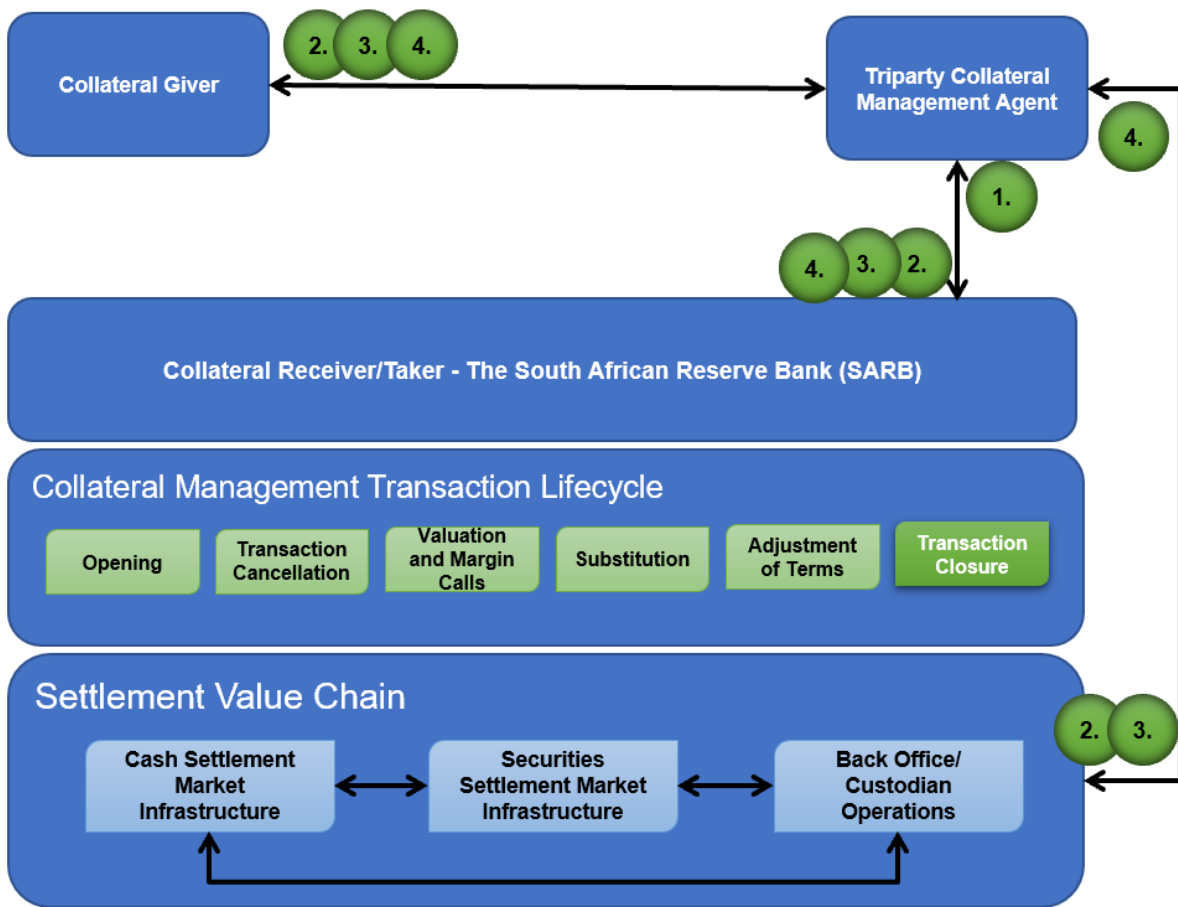 Collateral Giver
2.
3.
4.
Triparty Collateral
Management Agent
4.
1.
4.
3.
2.
Collateral Receiver/Taker - The South African Reserve Bank (SARB)
Collateral Management Transaction Lifecycle
Opening
Transaction
Cancellation
Valuation
and Margin
Calls
Substitution
Adjustment
of Terms
Transaction
Closure
Settlement Value Chain
2.
3.
Cash Settlement
Market
Infrastructure
Securities
Settlement Market
Infrastructure
Back Office/
Custodian
Operations